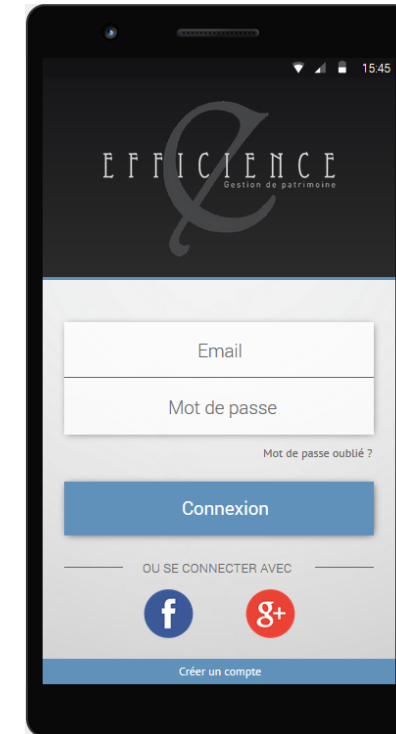 15:45
EFFICIENCE
Gestion de patrimoine
Email
Mot de passe
Mot de passe oublié ?
Connexion
OU SE CONNECTER AVEC
f g+
Créer un compte